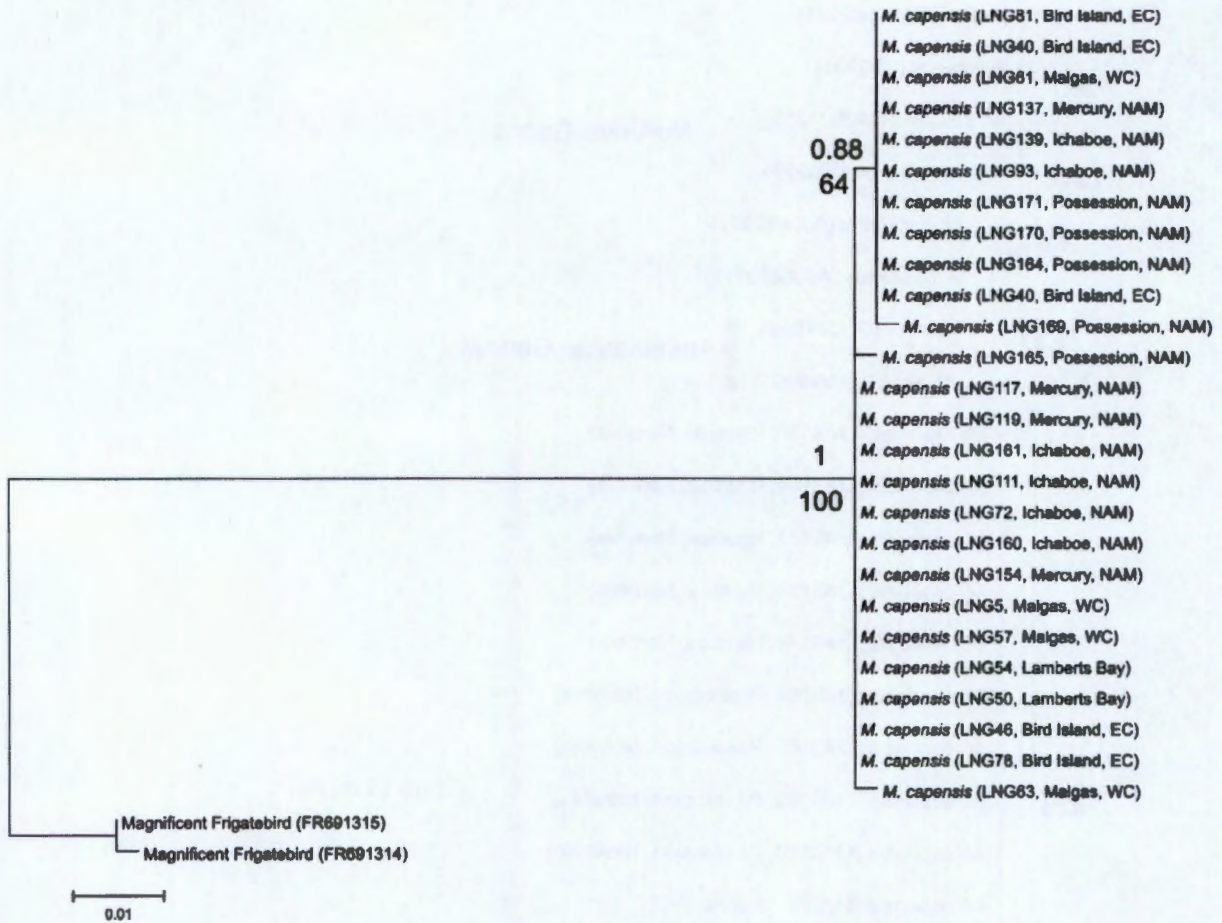 M. capensis (LNG81, Bird Island, EC)
M. capensis (LNG40, Bird Island, EC)
M. capensis (LNG61, Malgas, WC)
M. capensis (LNG137, Mercury, NAM)
M. capensis (LNG139, Ichaboe, NAM)
M. capensis (LNG93, Ichaboe, NAM)
M. capensis (LNG171, Possession, NAM)
M. capensis (LNG170, Possession, NAM)
M. capensis (LNG164, Possession, NAM)
M. capensis (LNG40, Bird Island, EC)
M. capensis (LNG169, Possession, NAM)
M. capensis (LNG165, Possession, NAM)
0.88
64
M. capensis (LNG117, Mercury, NAM)
M. capensis (LNG119, Mercury, NAM)
M. capensis (LNG161, Ichaboe, NAM)
M. capensis (LNG111, Ichaboe, NAM)
M. capensis (LNG72, Ichaboe, NAM)
M. capensis (LNG160, Ichaboe, NAM)
M. capensis (LNG154, Mercury, NAM)
M. capensis (LNG5, Malgas, WC)
M. capensis (LNG57, Malgas, WC)
M. capensis (LNG54, Lamberts Bay)
M. capensis (LNG50, Lamberts Bay)
M. capensis (LNG46, Bird Island, EC)
M. capensis (LNG78, Bird Island, EC)
M. capensis (LNG63, Malgas, WC)
1
100
Magnificent Frigatebird (FR691315)
Magnificent Frigatebird (FR691314)
0.01